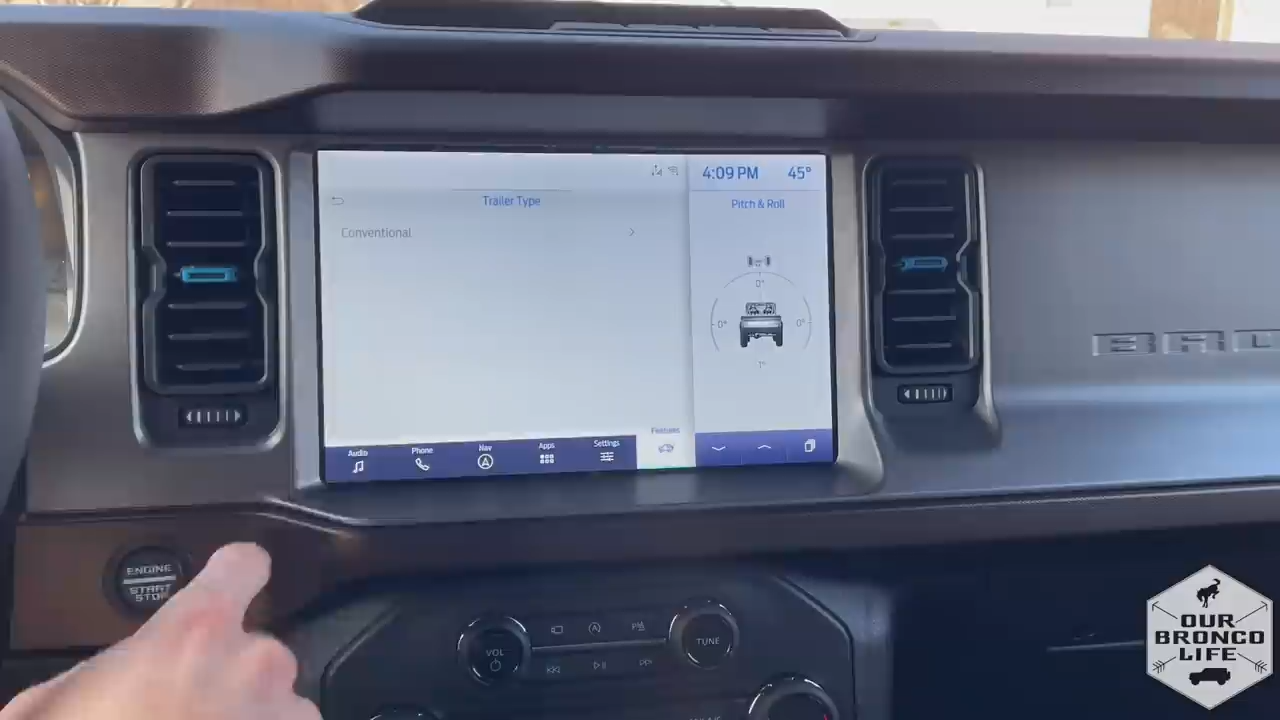 4:09 PM 45°
Trailer Type
Pitch & Roll
Conventional
0°
0° 0°
1°
Audio
Phone
Nav
Apps
Settings
Features
ENGINE
START
STOP
VOL
TUNE
OUR
BRONCO
LIFE